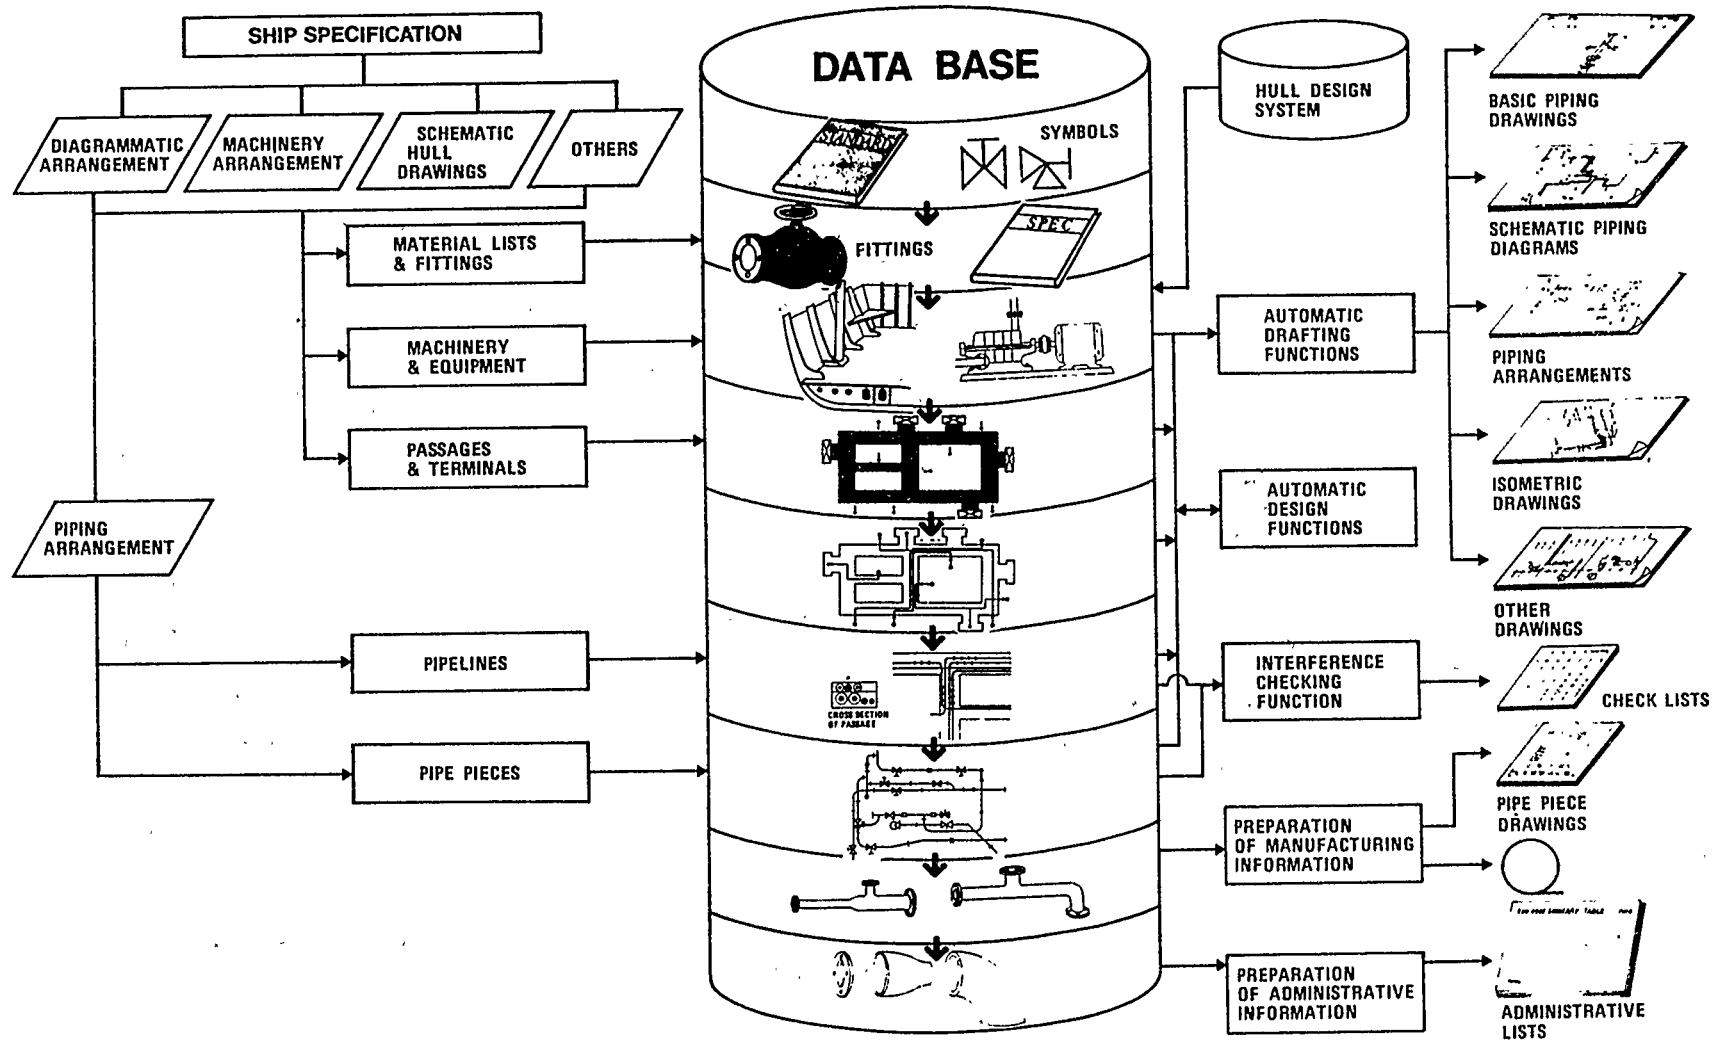 SHIP SPECIFICATION
DIAGRAMMATIC
ARRANGEMENT
MACHINERY
ARRANGEMENT
SCHEMATIC
HULL
DRAWINGS
OTHERS
MATERIAL LISTS
& FITTINGS
MACHINERY
& EQUIPMENT
PASSAGES
& TERMINALS
PIPING
ARRANGEMENT
PIPELINES
PIPE PIECES
DATA BASE
STANDARD
SYMBOLS
FITTINGS
SPEC
CROSS SECTION
OF PASSAGE
HULL DESIGN
SYSTEM
AUTOMATIC
DRAFTING
FUNCTIONS
AUTOMATIC
DESIGN
FUNCTIONS
INTERFERENCE
CHECKING
FUNCTION
PREPARATION
OF MANUFACTURING
INFORMATION
PREPARATION
OF ADMINISTRATIVE
INFORMATION
BASIC PIPING
DRAWINGS
SCHEMATIC PIPING
DIAGRAMS
PIPING
ARRANGEMENTS
ISOMETRIC
DRAWINGS
OTHER
DRAWINGS
CHECK LISTS
PIPE PIECE
DRAWINGS
TABLE
ADMINISTRATIVE
LISTS